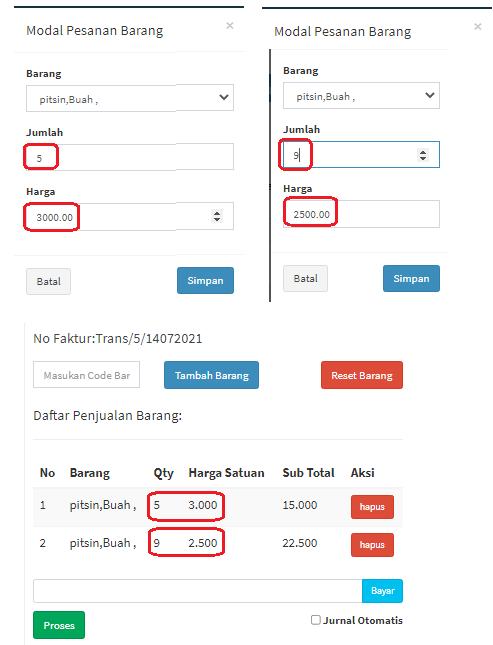 Modal Pesanan Barang ×
Barang
pitsin,Buah ,
Jumlah
5
Harga
3000.00
Batal Simpan
Modal Pesanan Barang ×
Barang
pitsin,Buah ,
Jumlah
9
Harga
2500.00
Batal Simpan
No Faktur:Trans/5/14072021
Masukan Code Bar Tambah Barang Reset Barang
Daftar Penjualan Barang:
No Barang Qty Harga Satuan Sub Total Aksi
1 pitsin,Buah , 5 3.000 15.000 hapus
2 pitsin,Buah , 9 2.500 22.500 hapus
Bayar
Proses Jurnal Otomatis